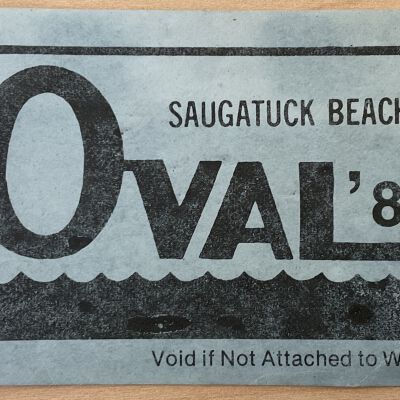 SAUGATUCK BEACH
OVAL '8
Void if Not Attached to W